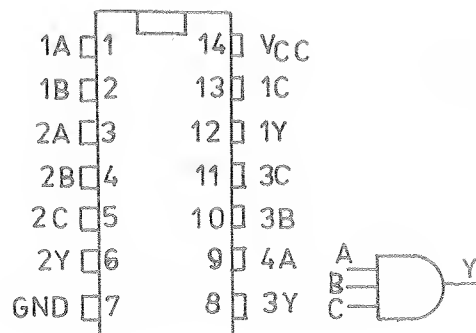 1A 1 14 VCC
1B 2 13 1C
2A 3 12 1Y
2B 4 11 3C
2C 5 10 3B
2Y 6 9 4A
GND 7 8 3Y
A
B
C
Y